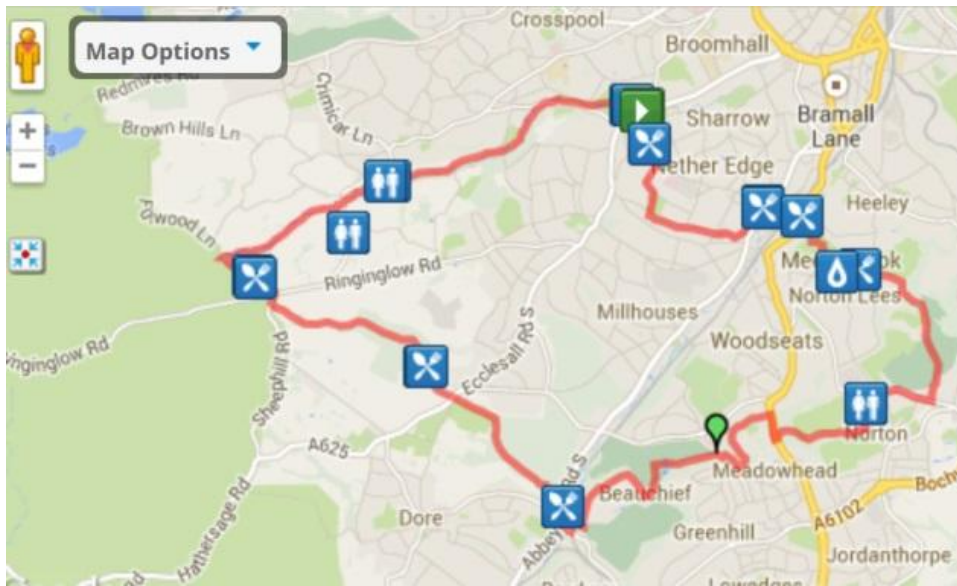 Crosspool
Map Options
Broomhall
Redmires Rd
Crimicar Ln
Sharrow
Bramall
Lane
Brown Hills Ln
Nether Edge
Heeley
Fulwood Ln
Ringinglow Rd
Norton Lees
Millhouses
Woodseats
Ringinglow Rd
Ecclesall Rd S
Sheephill Rd
A625
Norton
Meadowhead
Beauchief
Abbey Rd S
Dore
Greenhill
A6102
Hathersage Rd
Jordanthorpe